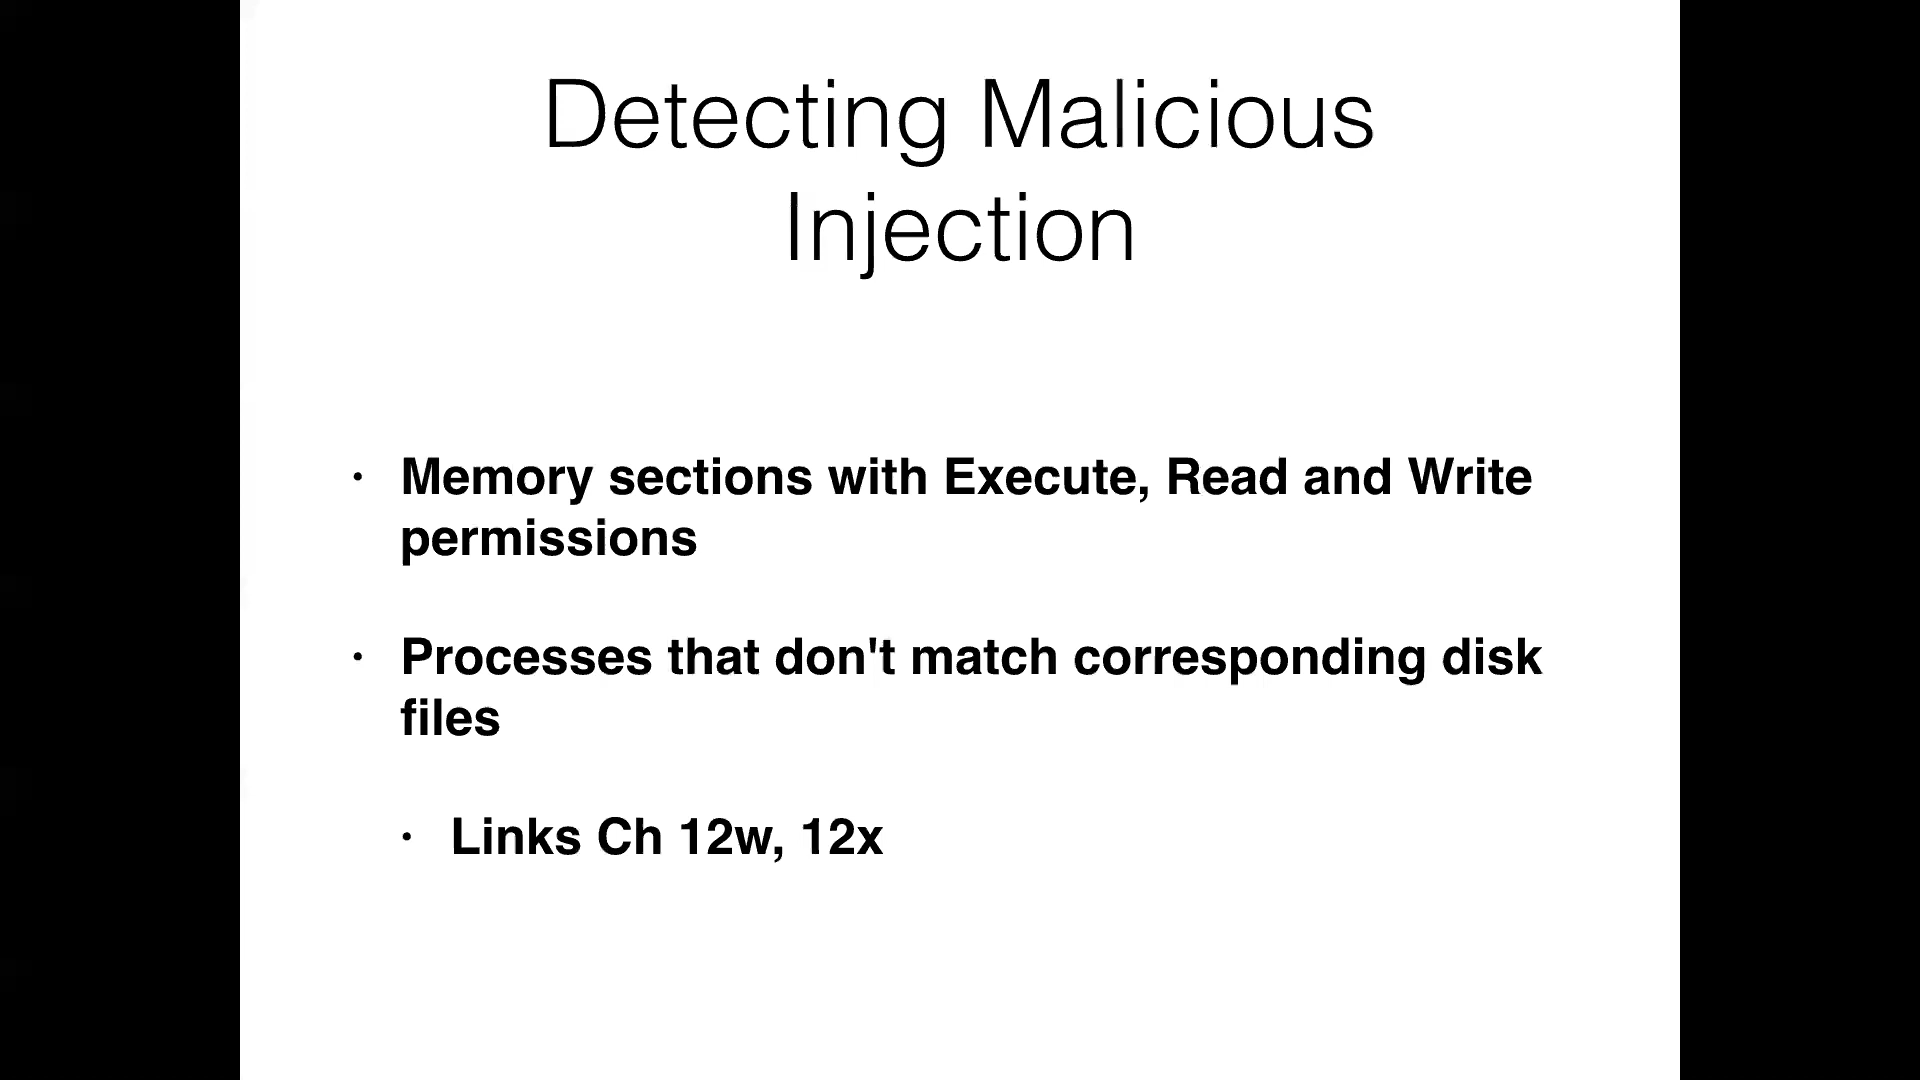 Detecting Malicious
Injection
• Memory sections with Execute, Read and Write
permissions
• Processes that don't match corresponding disk
files
• Links Ch 12w, 12x